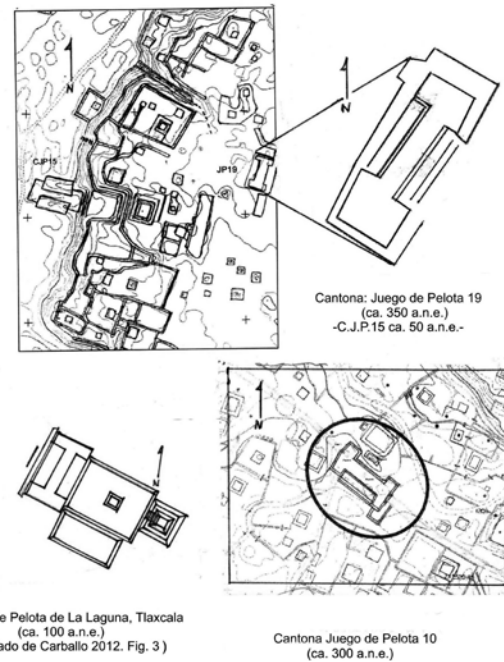 N
CJP15
JP19
N
Cantona: Juego de Pelota 19
(ca. 350 a.n.e.)
-C.J.P.15 ca. 50 a.n.e.-
N
N
e Pelota de La Laguna, Tlaxcala
(ca. 100 a.n.e.)
ado de Carballo 2012. Fig. 3 )
Cantona Juego de Pelota 10
(ca. 300 a.n.e.)